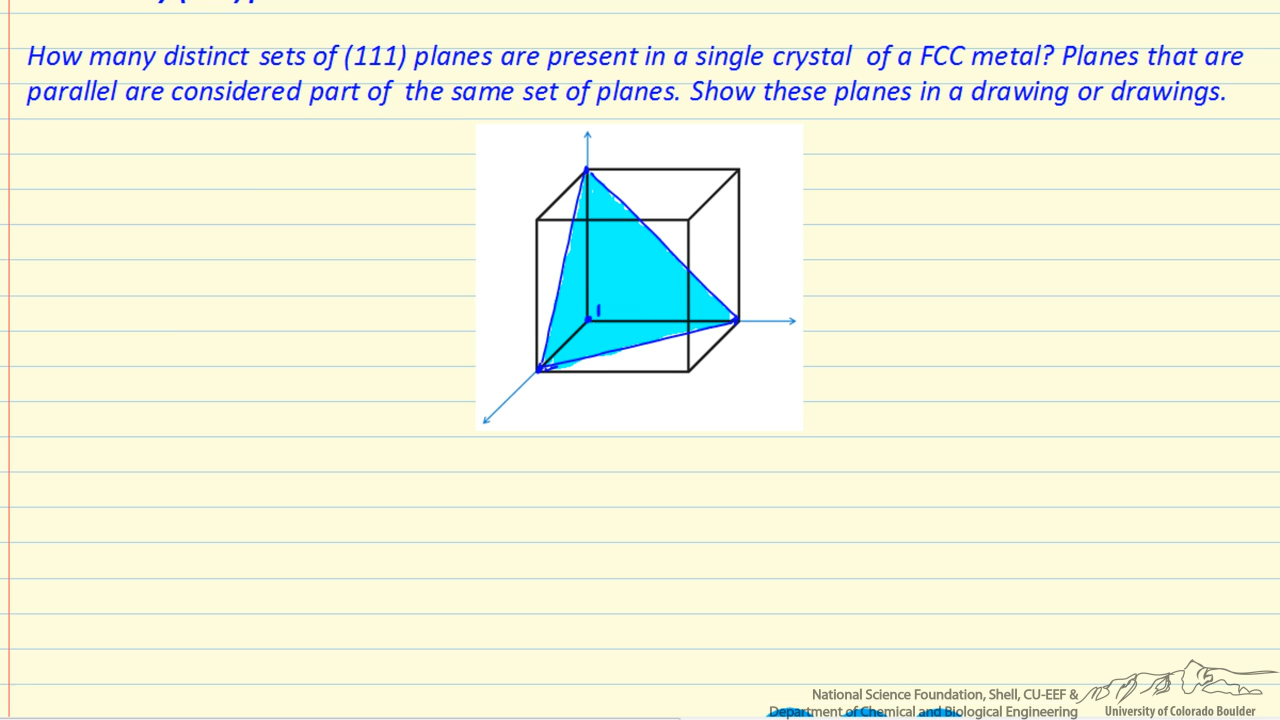 How many distinct sets of (111) planes are present in a single crystal of a FCC metal? Planes that are
parallel are considered part of the same set of planes. Show these planes in a drawing or drawings.
1
National Science Foundation, Shell, CU-EEF &
Department of Chemical and Biological Engineering
University of Colorado Boulder